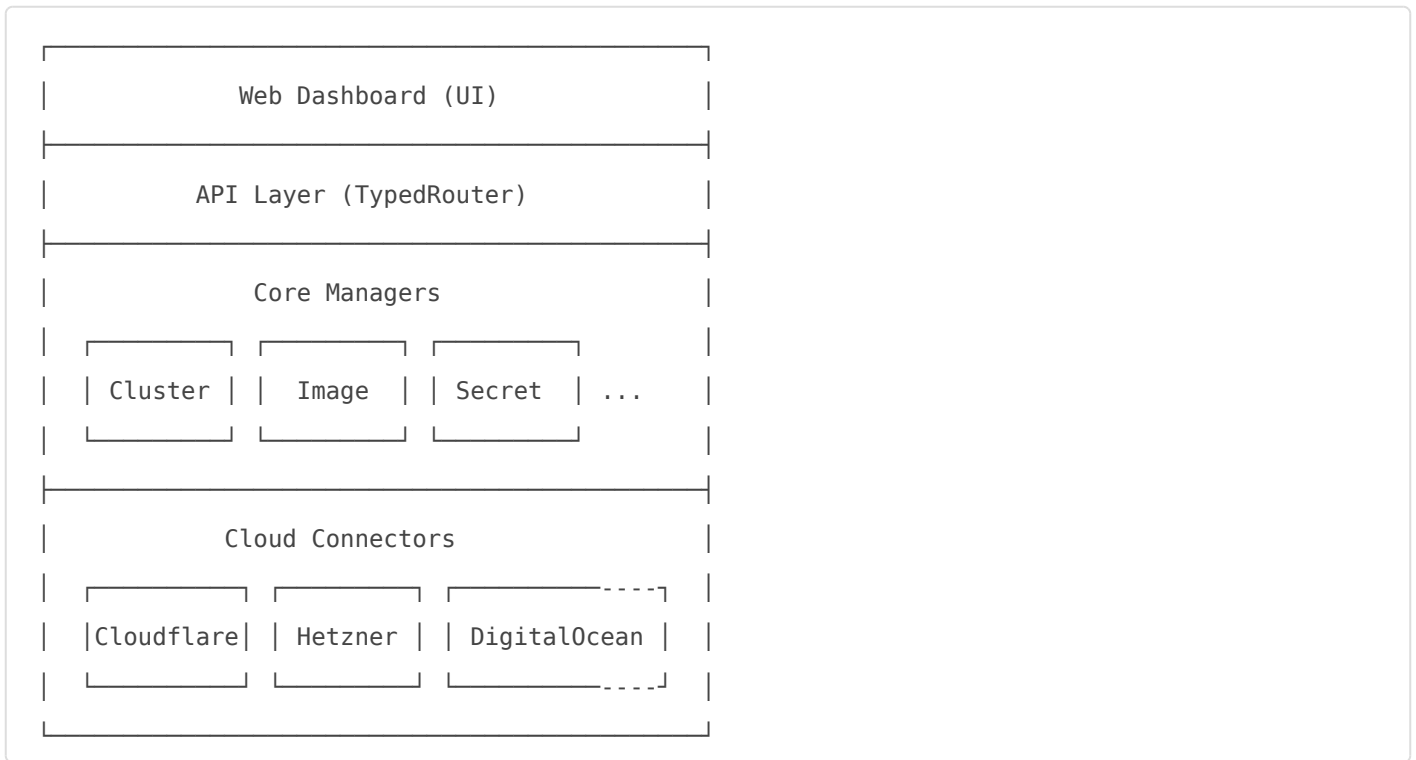 Web Dashboard (UI)
API Layer (TypedRouter)
Core Managers
Cluster Image Secret ...
Cloud Connectors
Cloudflare Hetzner DigitalOcean